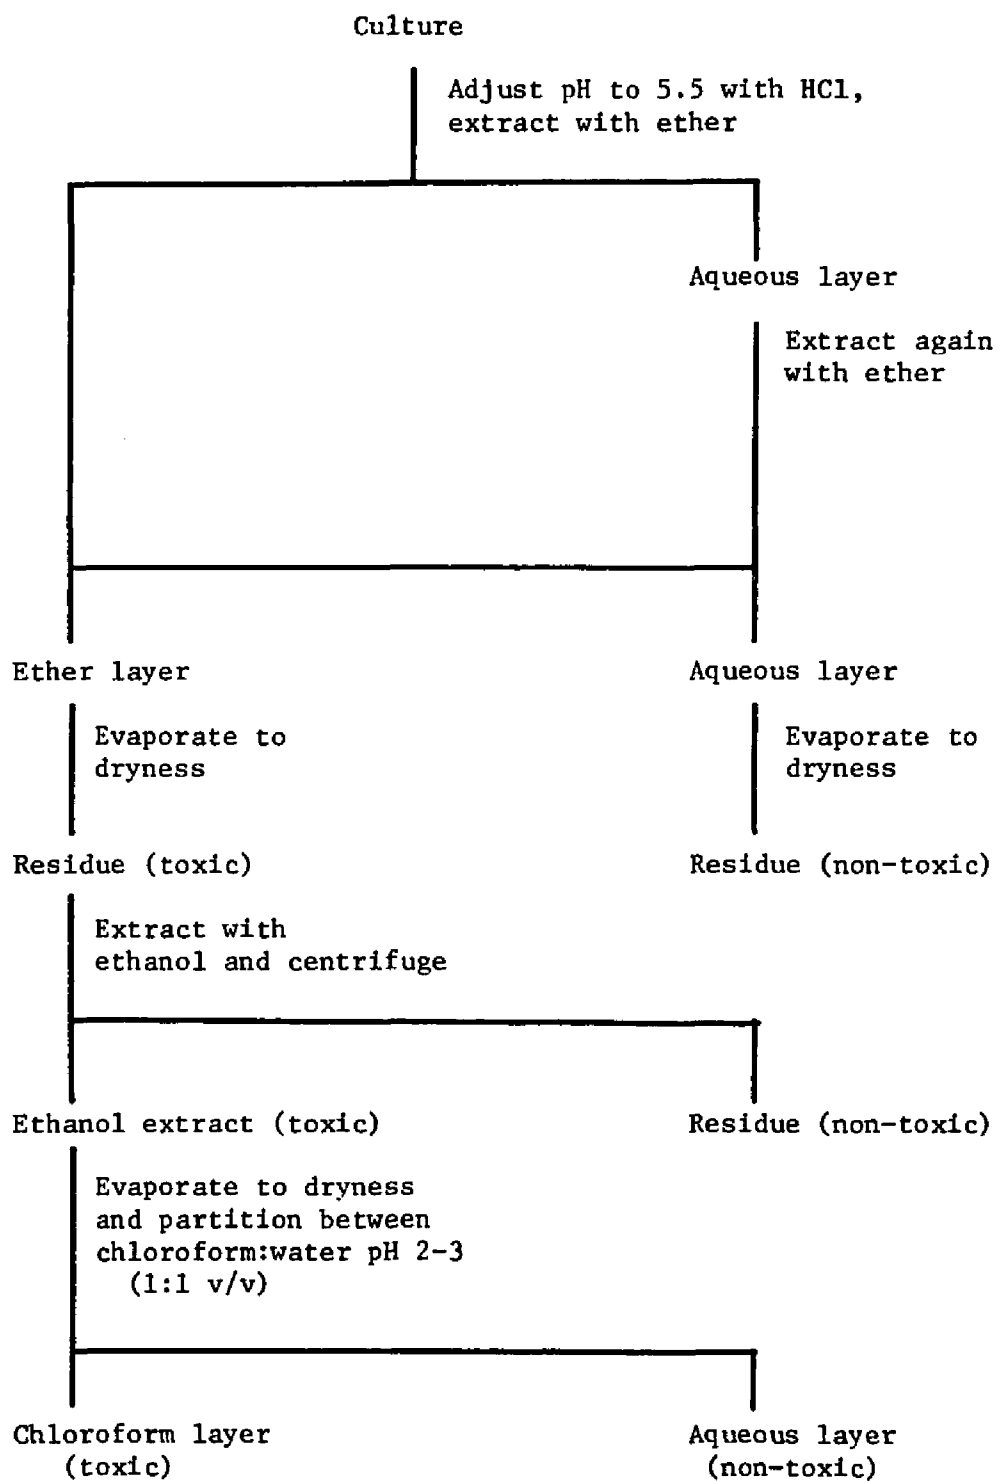 Culture
Adjust pH to 5.5 with HCl,
extract with ether
Aqueous layer
Extract again
with ether
Ether layer
Aqueous layer
Evaporate to
dryness
Evaporate to
dryness
Residue (toxic)
Residue (non-toxic)
Extract with
ethanol and centrifuge
Ethanol extract (toxic)
Residue (non-toxic)
Evaporate to dryness
and partition between
chloroform:water pH 2-3
(1:1 v/v)
Chloroform layer
(toxic)
Aqueous layer
(non-toxic)